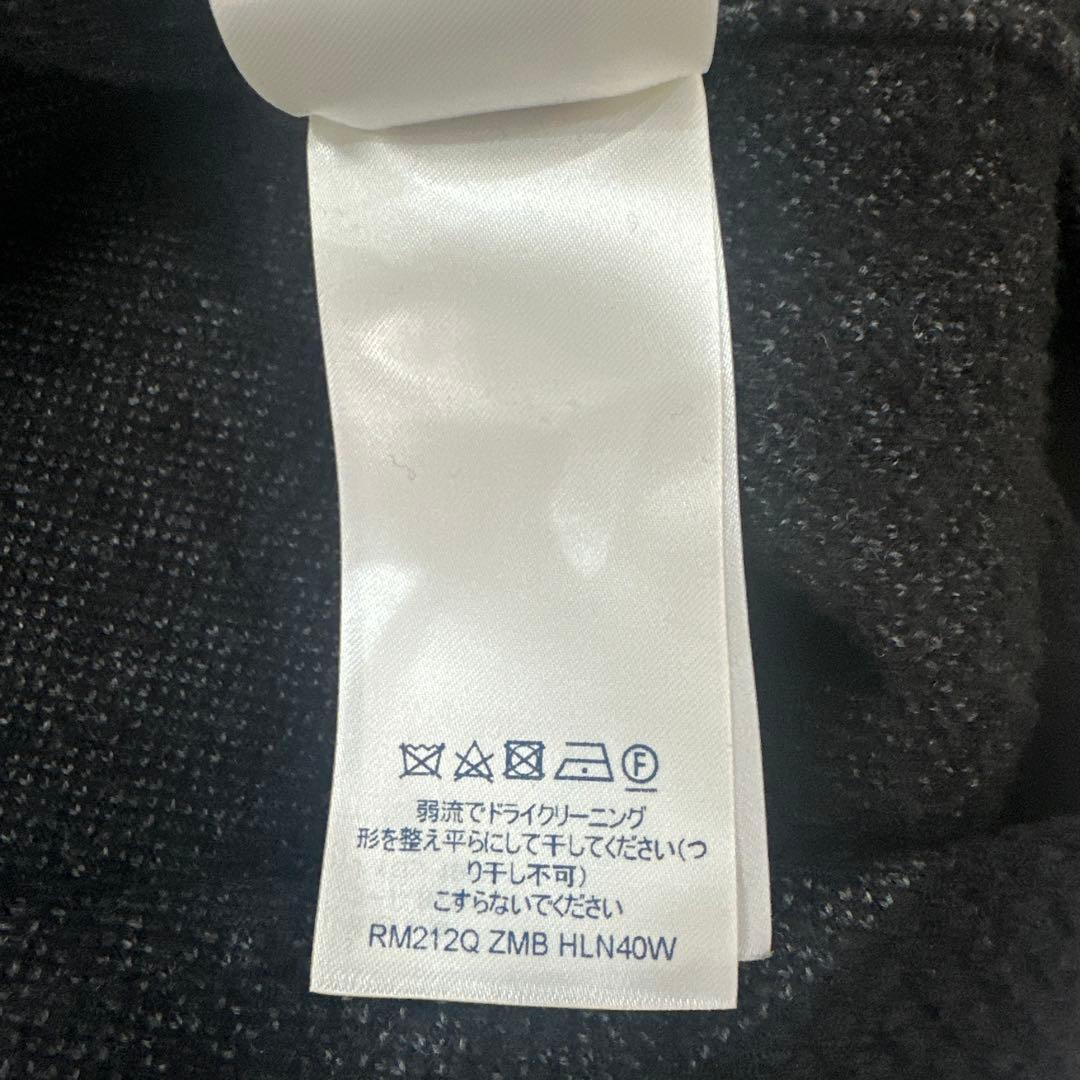 F
弱流でドライクリーニング
形を整え平らにして干してください(つ
り干し不可)
こすらないでください
RM212Q ZMB HLN40W